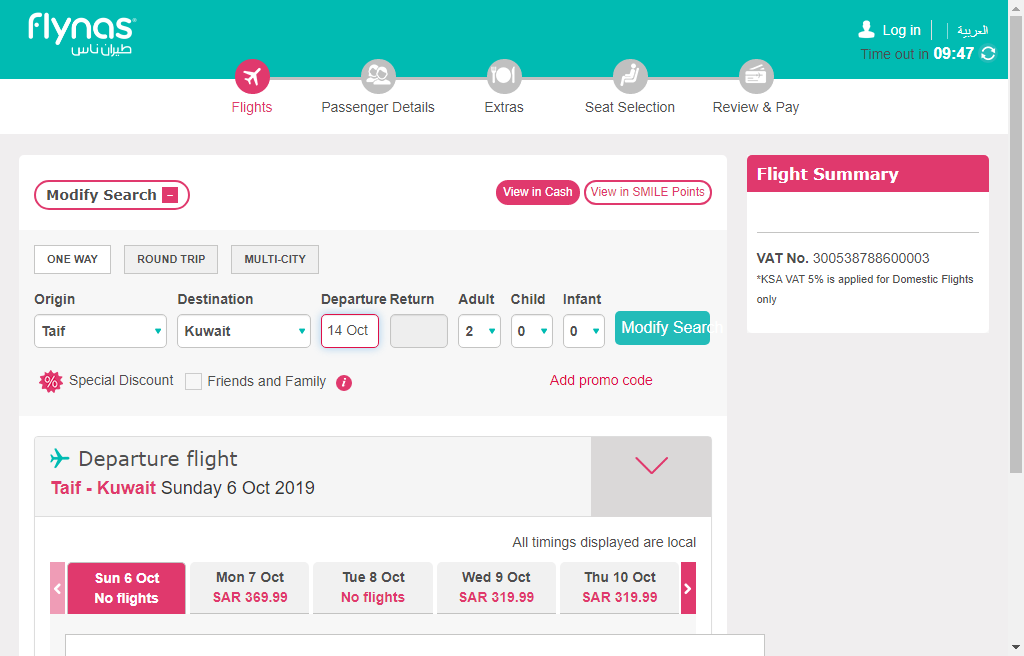 flynas
طيران ناس
Log in
العربية
Time out in 09:47
Flights
Passenger Details
Extras
Seat Selection
Review & Pay
Modify Search
View in Cash
View in SMILE Points
Flight Summary
VAT No. 300538788600003
*KSA VAT 5% is applied for Domestic Flights
only
ONE WAY
ROUND TRIP
MULTI-CITY
Origin
Destination
Departure
Return
Adult
Child
Infant
Taif
Kuwait
14 Oct
2
0
0
Modify Search
% Special Discount
Friends and Family
i
Add promo code
Departure flight
Taif - Kuwait Sunday 6 Oct 2019
All timings displayed are local
Sun 6 Oct
No flights
Mon 7 Oct
SAR 369.99
Tue 8 Oct
No flights
Wed 9 Oct
SAR 319.99
Thu 10 Oct
SAR 319.99